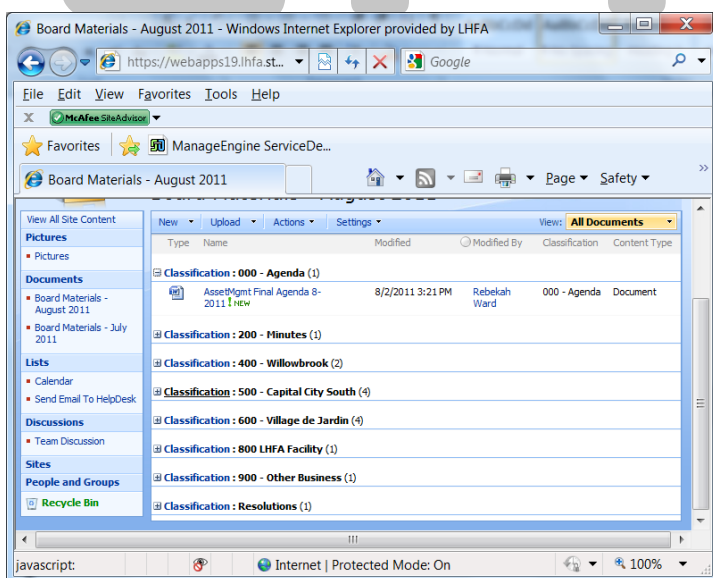 Board Materials - August 2011 - Windows Internet Explorer provided by LHFA
https://webapps19.lhfa.st...
Google
File Edit View Favorites Tools Help
X McAfee SiteAdvisor
Favorites ManageEngine ServiceDe...
Board Materials - August 2011
Page Safety
»
View All Site Content
Pictures
Pictures
Documents
Board Materials -
August 2011
Board Materials - July
2011
Lists
Calendar
Send Email To HelpDesk
Discussions
Team Discussion
Sites
People and Groups
Recycle Bin
Board Materials - August 2011
New Upload Actions Settings View: All Documents
Type Name Modified Modified By Classification Content Type
Classification : 000 - Agenda (1)
AssetMgmt Final Agenda 8- 8/2/2011 3:21 PM Rebekah 000 - Agenda Document
2011 ! NEW Ward
Classification : 200 - Minutes (1)
Classification : 400 - Willowbrook (2)
Classification : 500 - Capital City South (4)
Classification : 600 - Village de Jardin (4)
Classification : 800 LHFA Facility (1)
Classification : 900 - Other Business (1)
Classification : Resolutions (1)
javascript: Internet | Protected Mode: On 100%